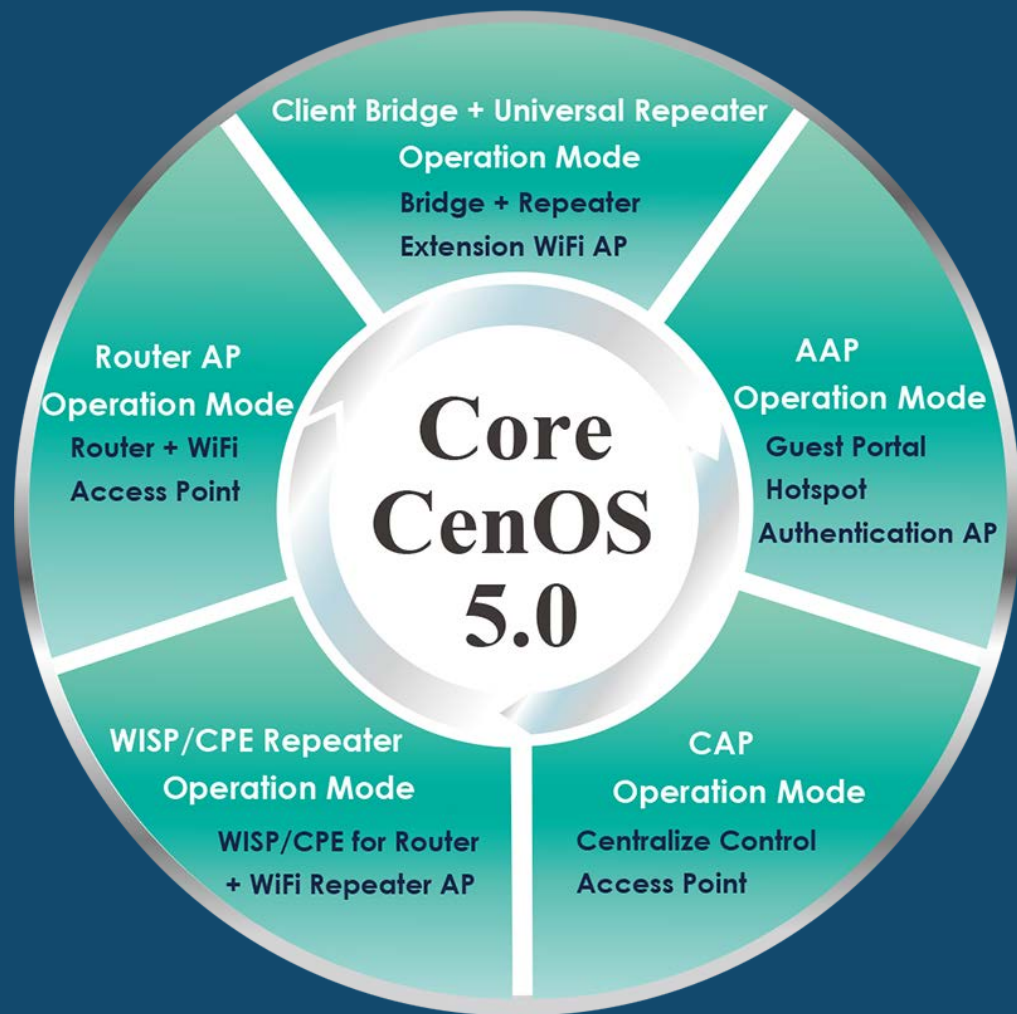 Client Bridge + Universal Repeater
Operation Mode
Bridge + Repeater
Extension WiFi AP
Router AP
Operation Mode
Router + WiFi
Access Point
Core
CenOS
5.0
AAP
Operation Mode
Guest Portal
Hotspot
Authentication AP
WISP/CPE Repeater
Operation Mode
WISP/CPE for Router
+ WiFi Repeater AP
CAP
Operation Mode
Centralize Control
Access Point